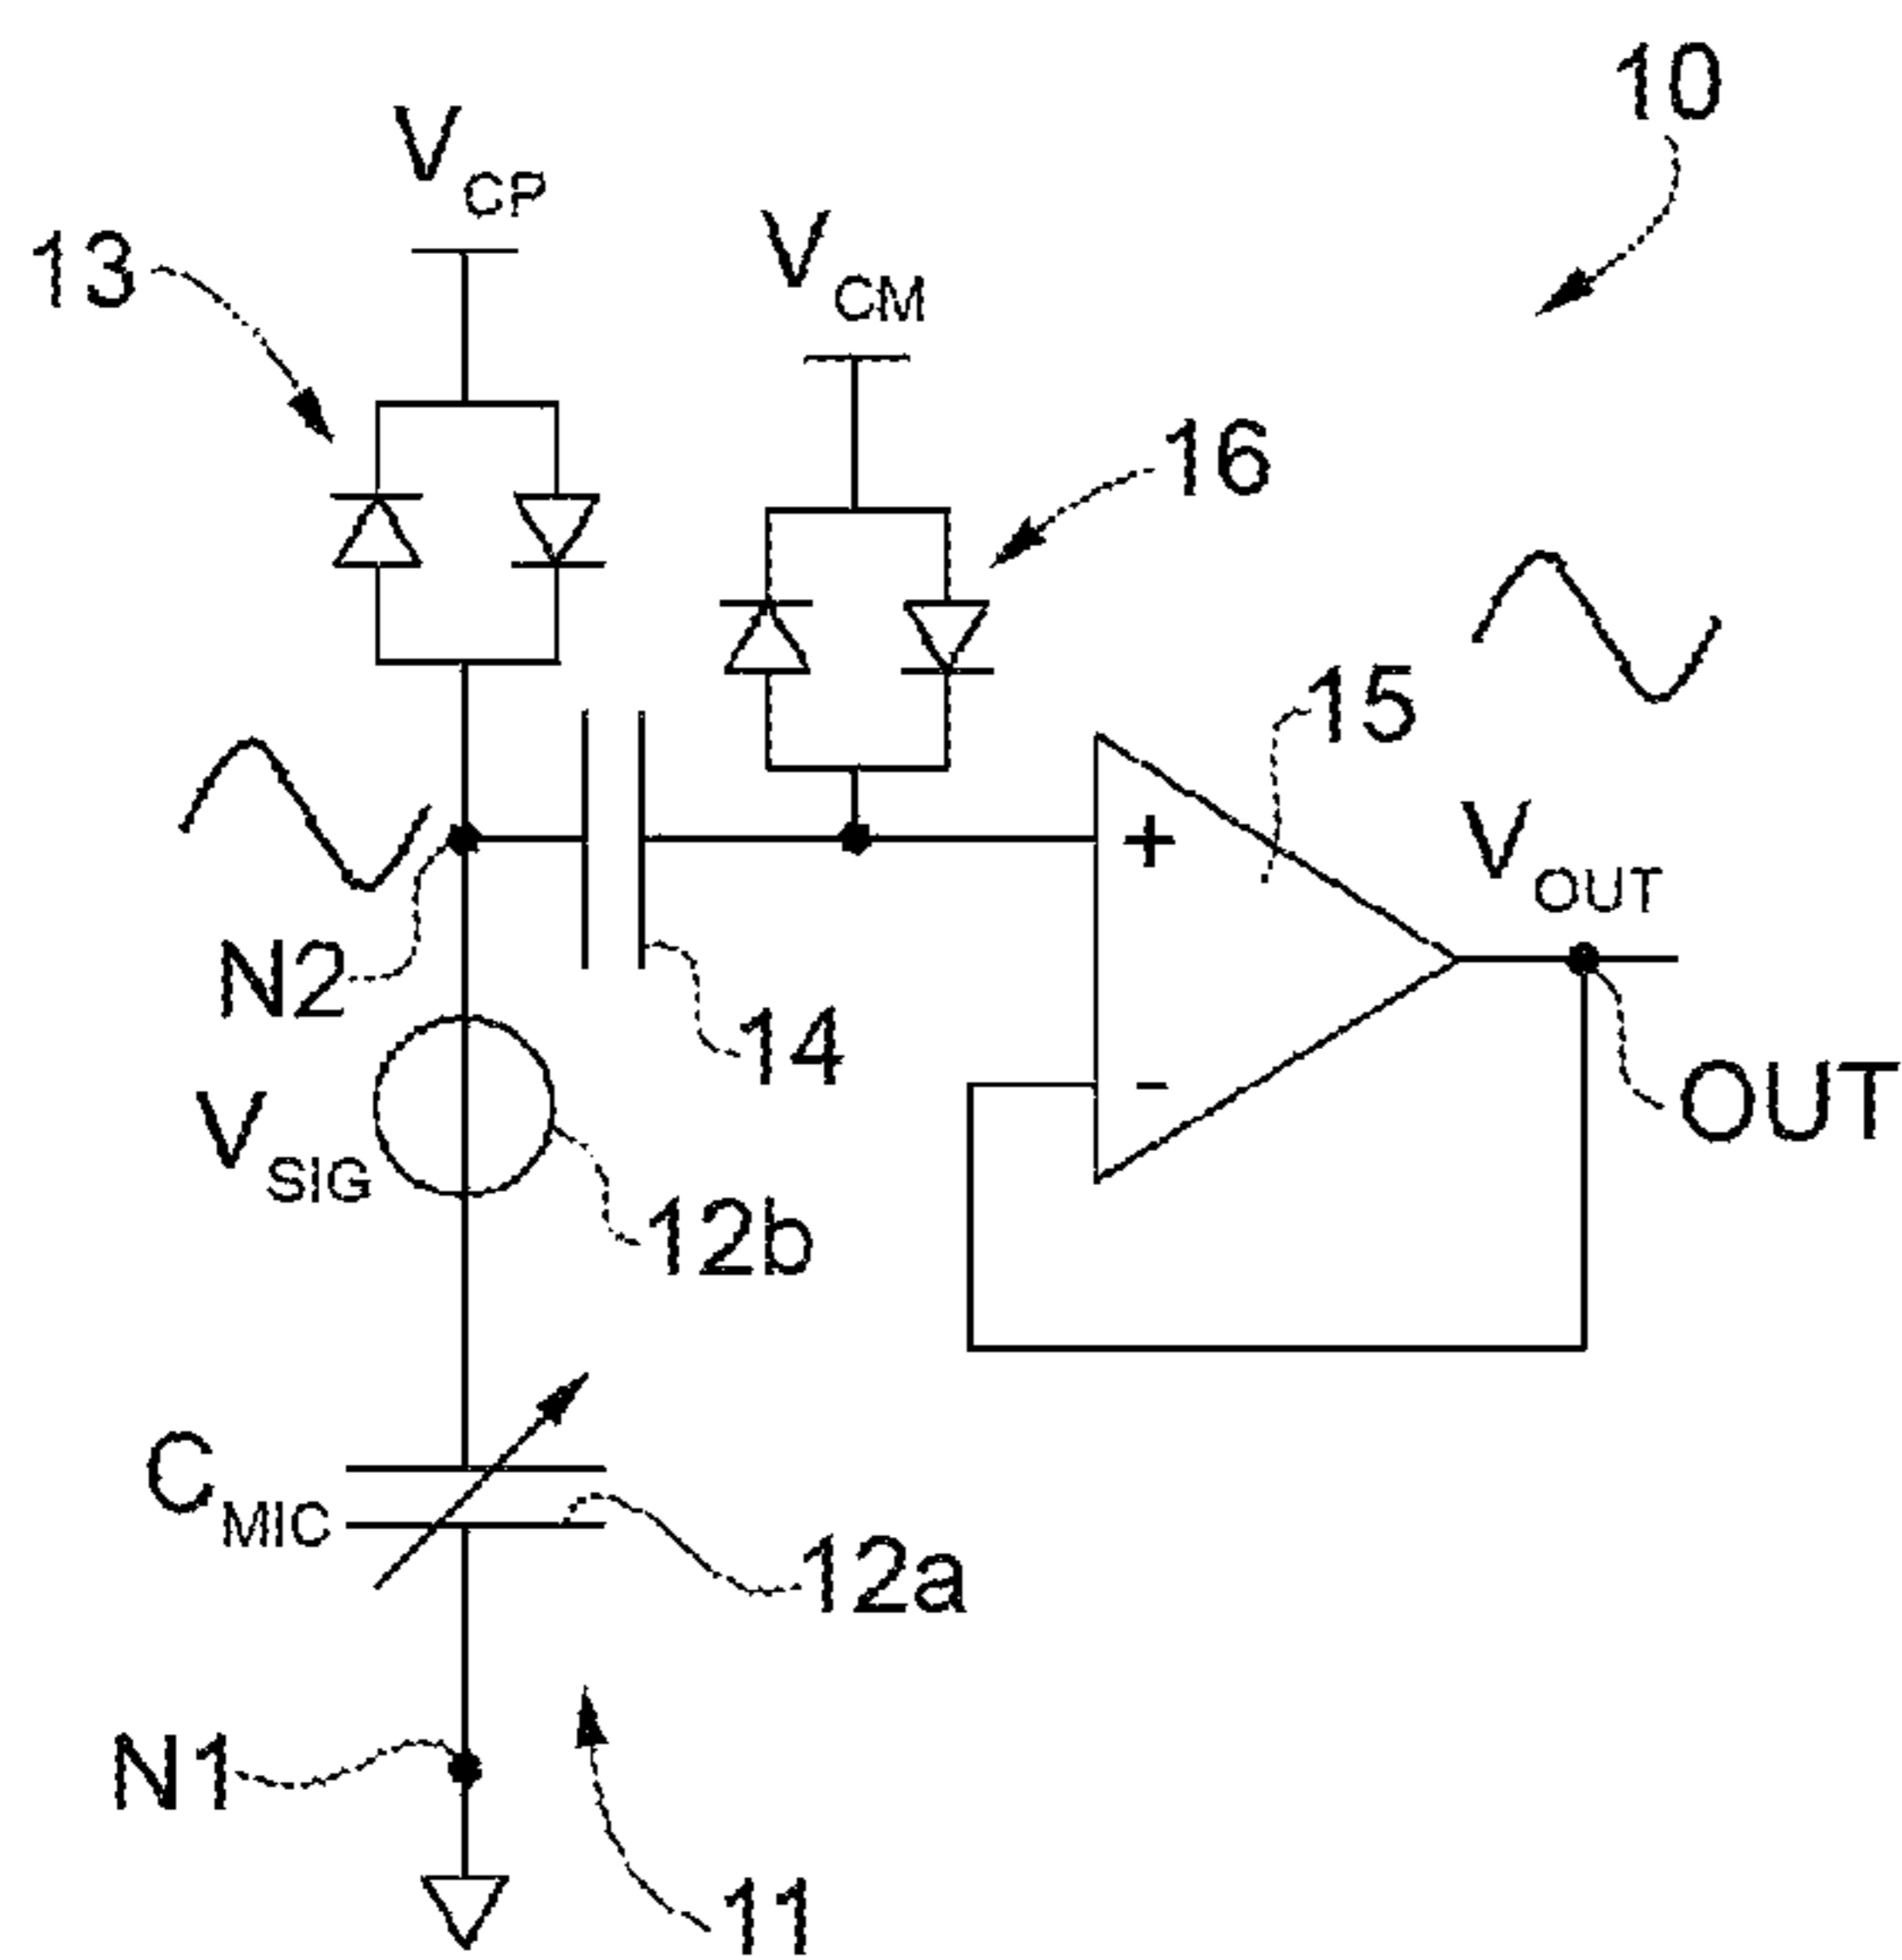 10
V_CP
13
V_CM
16
15
V_OUT
+
N2
14
-
OUT
V_SIG
12b
C_MIC
12a
N1
11